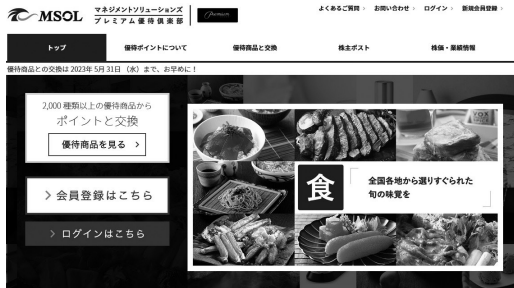 MSOL
マネジメントソリューションズ
プレミアム優待倶楽部
Premium
よくあるご質問 お問い合わせ ログイン 新規会員登録
トップ 優待ポイントについて 優待商品と交換 株主ポスト 株価・業績情報
優待商品との交換は 2023年 5月 31日 （水）まで、お早めに！
2,000 種類以上の優待商品から
ポイントと交換
優待商品を見る
会員登録はこちら
ログインはこちら
食
全国各地から選りすぐられた
旬の味覚を